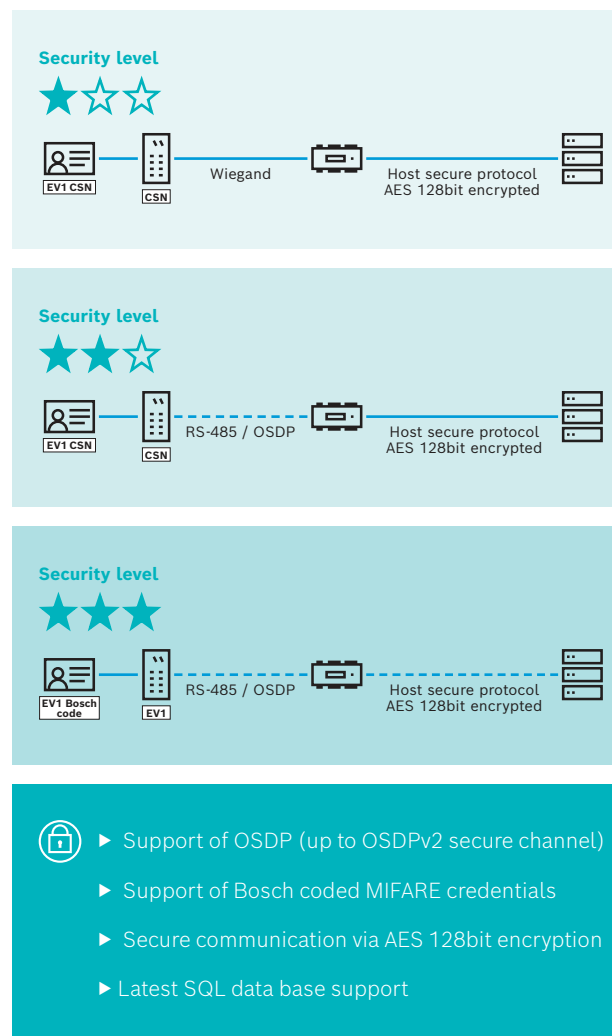 Security level
EV1 CSN
CSN
Wiegand
Host secure protocol
AES 128bit encrypted
Security level
EV1 CSN
CSN
RS-485 / OSDP
Host secure protocol
AES 128bit encrypted
Security level
EV1 Bosch
code
EV1
RS-485 / OSDP
Host secure protocol
AES 128bit encrypted
▶ Support of OSDP (up to OSDPv2 secure channel)
▶ Support of Bosch coded MIFARE credentials
▶ Secure communication via AES 128bit encryption
▶ Latest SQL data base support